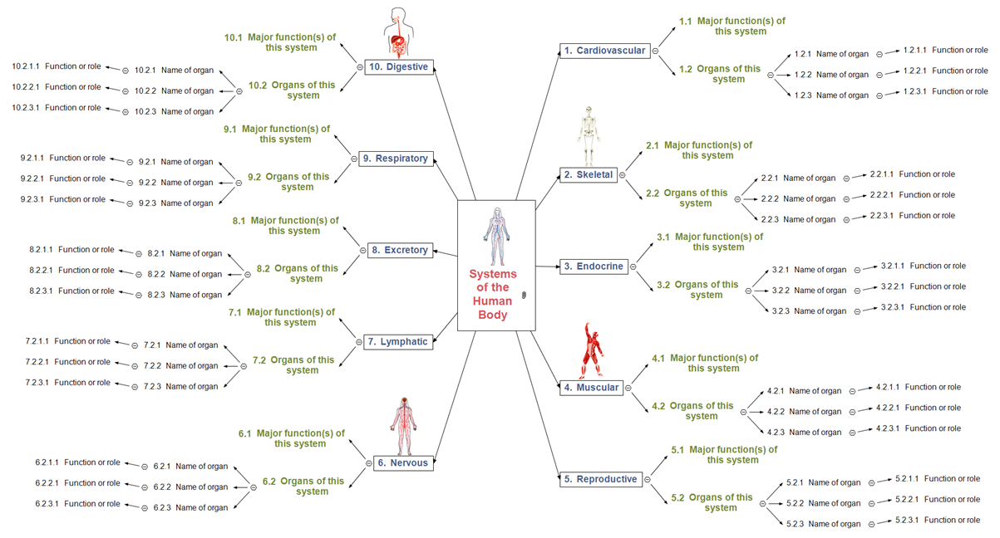 Systems
of the
Human
Body
1. Cardiovascular
1.1 Major function(s) of
this system
1.2 Organs of this
system
1.2.1 Name of organ
1.2.1.1 Function or role
1.2.2 Name of organ
1.2.2.1 Function or role
1.2.3 Name of organ
1.2.3.1 Function or role
2. Skeletal
2.1 Major function(s) of
this system
2.2 Organs of this
system
2.2.1 Name of organ
2.2.1.1 Function or role
2.2.2 Name of organ
2.2.2.1 Function or role
2.2.3 Name of organ
2.2.3.1 Function or role
3. Endocrine
3.1 Major function(s) of
this system
3.2 Organs of this
system
3.2.1 Name of organ
3.2.1.1 Function or role
3.2.2 Name of organ
3.2.2.1 Function or role
3.2.3 Name of organ
3.2.3.1 Function or role
4. Muscular
4.1 Major function(s) of
this system
4.2 Organs of this
system
4.2.1 Name of organ
4.2.1.1 Function or role
4.2.2 Name of organ
4.2.2.1 Function or role
4.2.3 Name of organ
4.2.3.1 Function or role
5. Reproductive
5.1 Major function(s) of
this system
5.2 Organs of this
system
5.2.1 Name of organ
5.2.1.1 Function or role
5.2.2 Name of organ
5.2.2.1 Function or role
5.2.3 Name of organ
5.2.3.1 Function or role
6. Nervous
6.1 Major function(s) of
this system
6.2 Organs of this
system
6.2.1 Name of organ
6.2.1.1 Function or role
6.2.2 Name of organ
6.2.2.1 Function or role
6.2.3 Name of organ
6.2.3.1 Function or role
7. Lymphatic
7.1 Major function(s) of
this system
7.2 Organs of this
system
7.2.1 Name of organ
7.2.1.1 Function or role
7.2.2 Name of organ
7.2.2.1 Function or role
7.2.3 Name of organ
7.2.3.1 Function or role
8. Excretory
8.1 Major function(s) of
this system
8.2 Organs of this
system
8.2.1 Name of organ
8.2.1.1 Function or role
8.2.2 Name of organ
8.2.2.1 Function or role
8.2.3 Name of organ
8.2.3.1 Function or role
9. Respiratory
9.1 Major function(s) of
this system
9.2 Organs of this
system
9.2.1 Name of organ
9.2.1.1 Function or role
9.2.2 Name of organ
9.2.2.1 Function or role
9.2.3 Name of organ
9.2.3.1 Function or role
10. Digestive
10.1 Major function(s) of
this system
10.2 Organs of this
system
10.2.1 Name of organ
10.2.1.1 Function or role
10.2.2 Name of organ
10.2.2.1 Function or role
10.2.3 Name of organ
10.2.3.1 Function or role